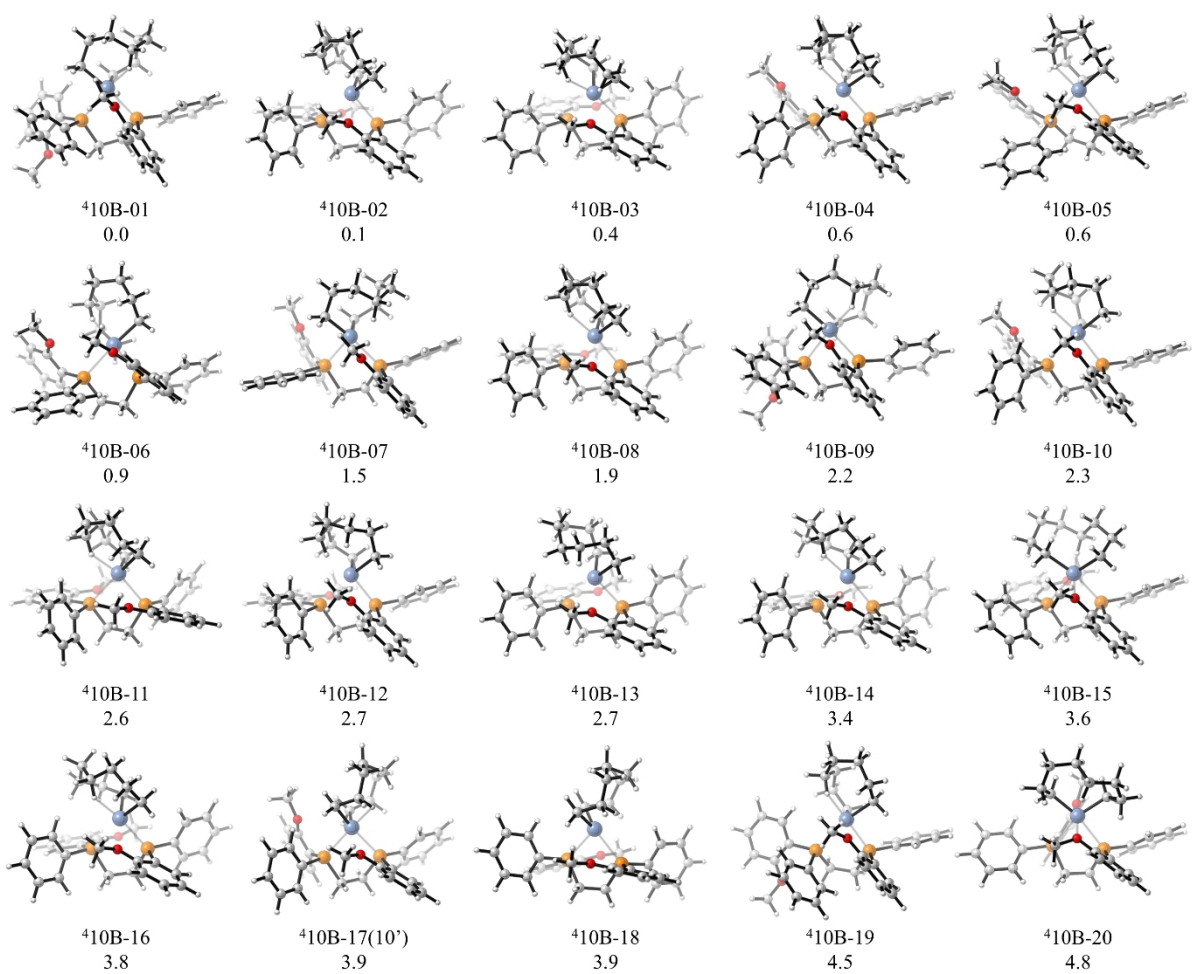 ⁴10B-01 ⁴10B-02 ⁴10B-03 ⁴10B-04 ⁴10B-05
0.0 0.1 0.4 0.6 0.6
⁴10B-06 ⁴10B-07 ⁴10B-08 ⁴10B-09 ⁴10B-10
0.9 1.5 1.9 2.2 2.3
⁴10B-11 ⁴10B-12 ⁴10B-13 ⁴10B-14 ⁴10B-15
2.6 2.7 2.7 3.4 3.6
⁴10B-16 ⁴10B-17(10’) ⁴10B-18 ⁴10B-19 ⁴10B-20
3.8 3.9 3.9 4.5 4.8